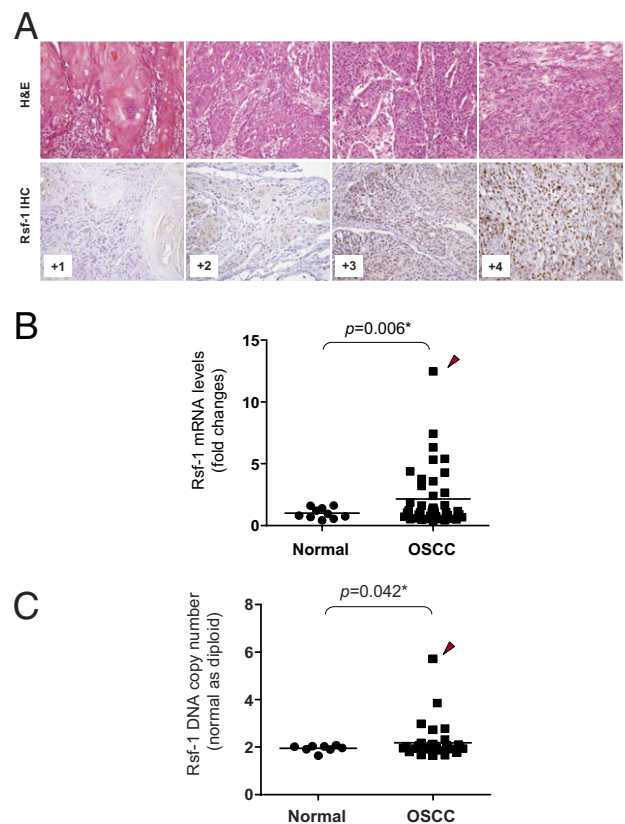 A
H&E
Rsf-1 IHC
+1
+2
+3
+4
B
p=0.006*
Rsf-1 mRNA levels
(fold changes)
15
10
5
0
Normal
OSCC
C
p=0.042*
Rsf-1 DNA copy number
(normal as diploid)
8
6
4
2
0
Normal
OSCC